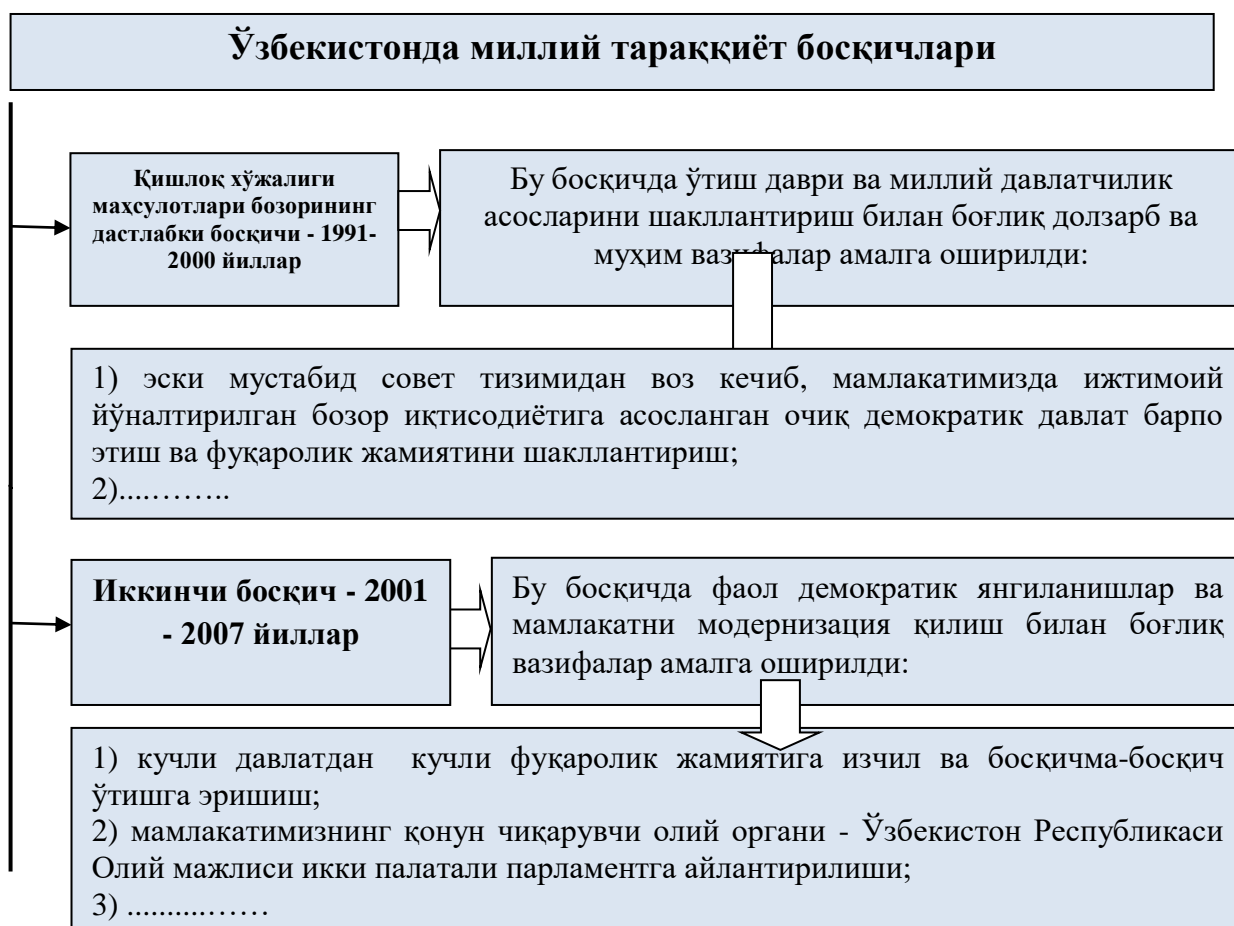 Ўзбекистонда миллий тараққиёт босқичлари
Қишлоқ хўжалиги
маҳсулотлари бозорининг
дастлабки босқичи - 1991-
2000 йиллар
Бу босқичда ўтиш даври ва миллий давлатчилик
асосларини шакллантириш билан боғлиқ долзарб ва
муҳим вазифалар амалга оширилди:
1) эски мустабид совет тизимидан воз кечиб, мамлакатимизда ижтимоий
йўналтирилган бозор иқтисодиётига асосланган очиқ демократик давлат барпо
этиш ва фуқаролик жамиятини шакллантириш;
2)....……..
Иккинчи босқич - 2001
- 2007 йиллар
Бу босқичда фаол демократик янгиланишлар ва
мамлакатни модернизация қилиш билан боғлиқ
вазифалар амалга оширилди:
1) кучли давлатдан кучли фуқаролик жамиятига изчил ва босқичма-босқич
ўтишга эришиш;
2) мамлакатимизнинг қонун чиқарувчи олий органи - Ўзбекистон Республикаси
Олий мажлиси икки палатали парламентга айлантирилиши;
3) ..........……